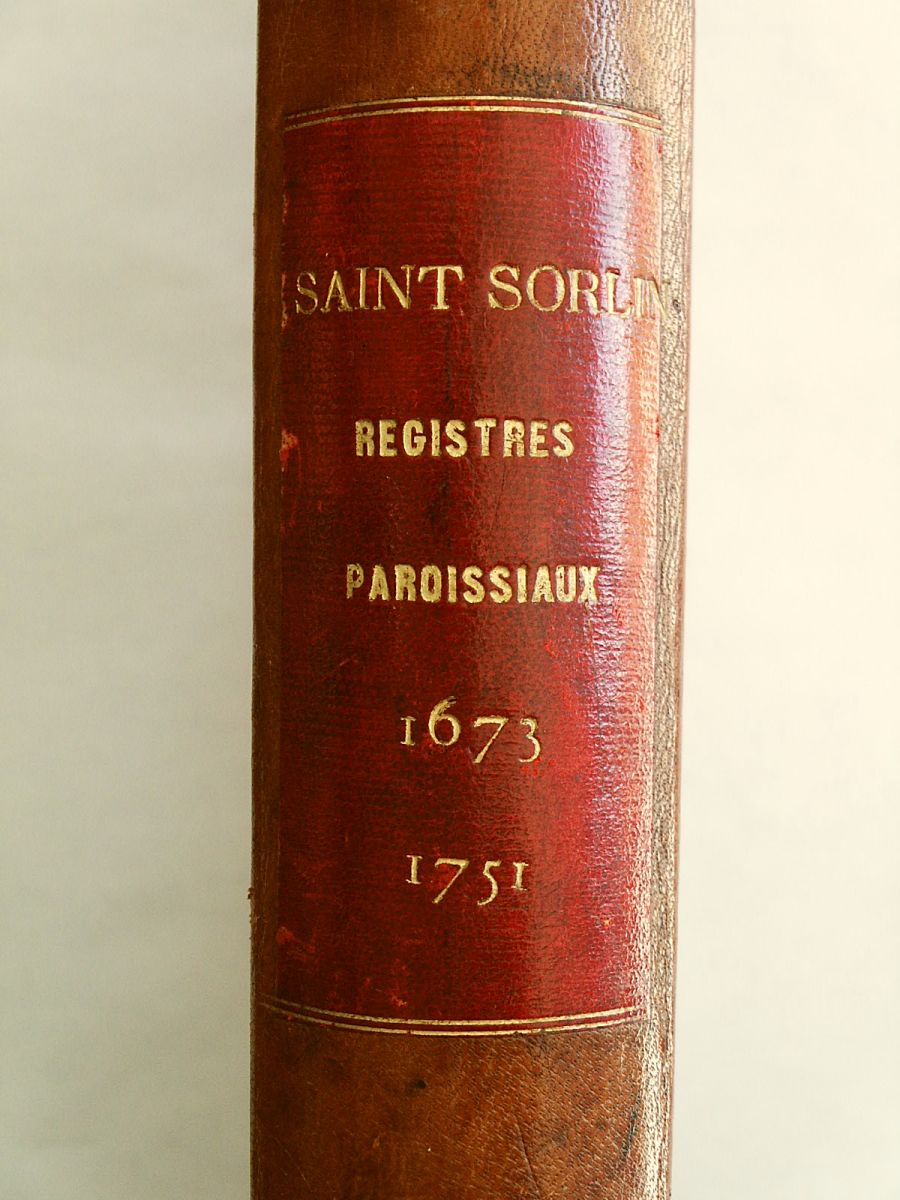 SAINT SORLIN
REGISTRES
PAROISSIAUX
1673
1751